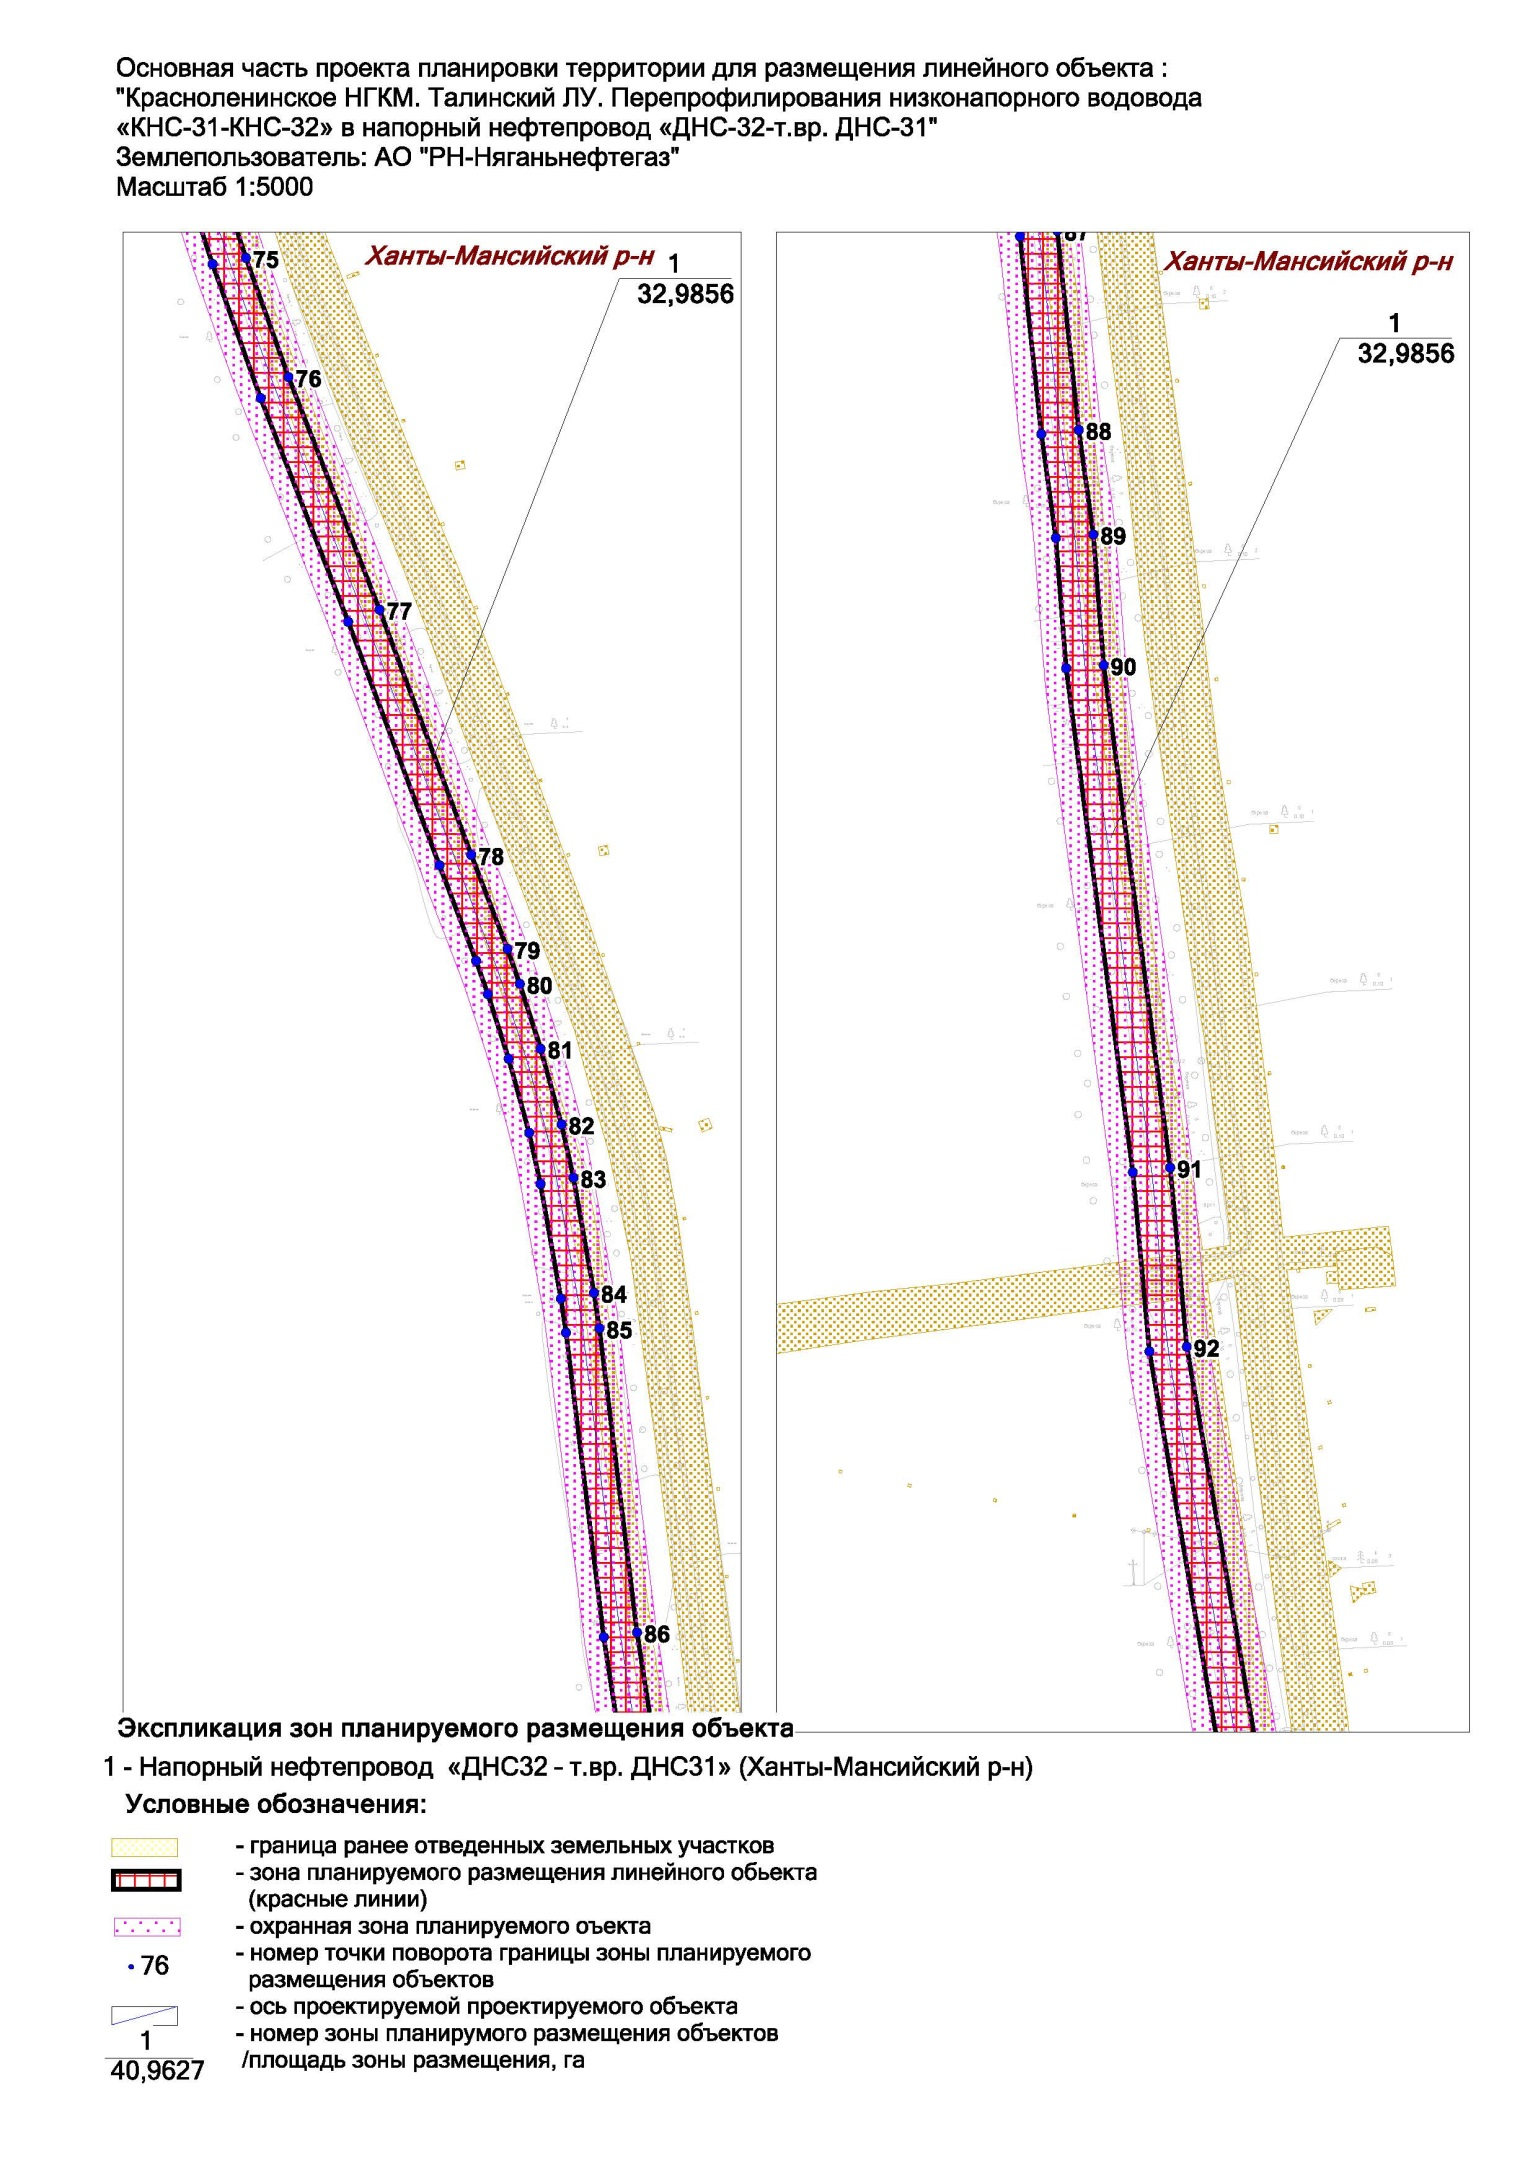 Основная часть проекта планировки территории для размещения линейного объекта :
"Красноленинское НГКМ. Талинский ЛУ. Перепрофилирования низконапорного водовода
«КНС-31-КНС-32» в напорный нефтепровод «ДНС-32-т.вр. ДНС-31"
Землепользователь: АО "РН-Няганьнефтегаз"
Масштаб 1:5000
Ханты-Мансийский р-н
1
32,9856
75
76
77
78
79
80
81
82
83
84
85
86
Ханты-Мансийский р-н
1
32,9856
87
88
89
90
91
92
Экспликация зон планируемого размещения объекта
1 - Напорный нефтепровод «ДНС32 - т.вр. ДНС31» (Ханты-Мансийский р-н)
Условные обозначения:
- граница ранее отведенных земельных участков
- зона планируемого размещения линейного обьекта
(красные линии)
- охранная зона планируемого оъекта
76
- номер точки поворота границы зоны планируемого
размещения объектов
- ось проектируемой проектируемого объекта
1
40,9627
- номер зоны планирумого размещения объектов
/площадь зоны размещения, га